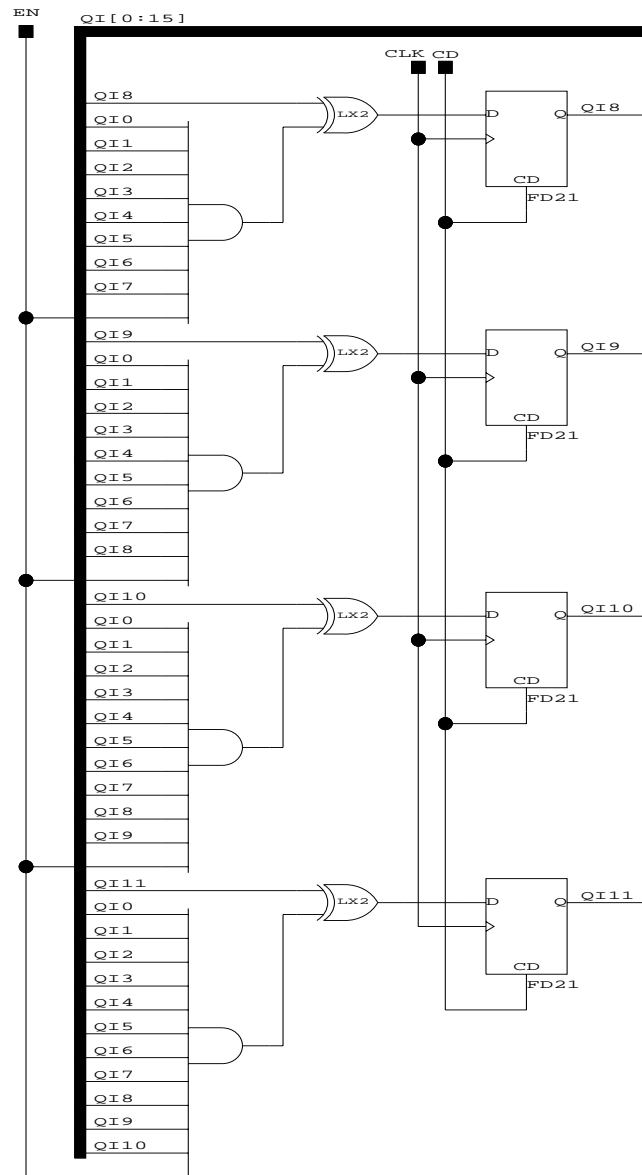 EN
QI[0:15]
CLK CD
QI8
QI0
QI1
QI2
QI3
QI4
QI5
QI6
QI7
LX2
D
Q
CD
FD21
QI8
QI9
QI0
QI1
QI2
QI3
QI4
QI5
QI6
QI7
QI8
LX2
D
Q
CD
FD21
QI9
QI10
QI0
QI1
QI2
QI3
QI4
QI5
QI6
QI7
QI8
QI9
LX2
D
Q
CD
FD21
QI10
QI11
QI0
QI1
QI2
QI3
QI4
QI5
QI6
QI7
QI8
QI9
QI10
LX2
D
Q
CD
FD21
QI11